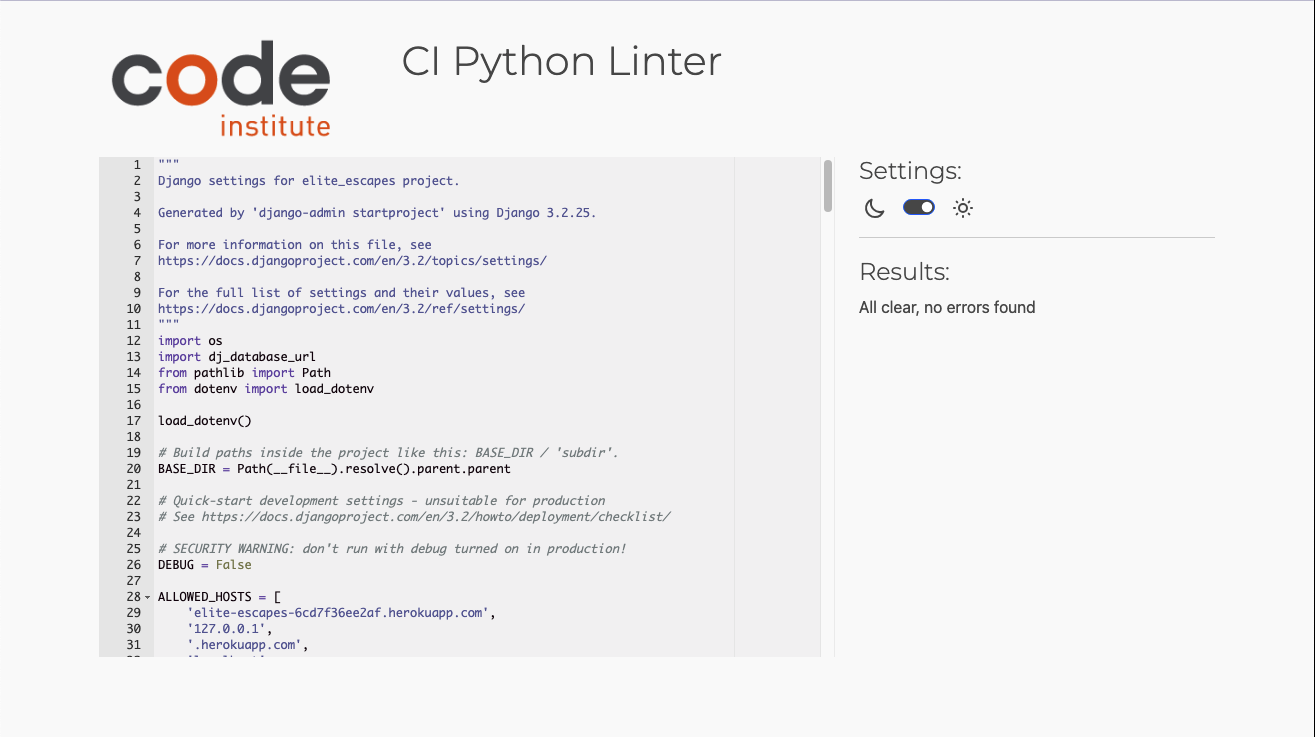 code
institute
CI Python Linter
1 """
2 Django settings for elite_escapes project.
3
4 Generated by 'django-admin startproject' using Django 3.2.25.
5
6 For more information on this file, see
7 https://docs.djangoproject.com/en/3.2/topics/settings/
8
9 For the full list of settings and their values, see
10 https://docs.djangoproject.com/en/3.2/ref/settings/
11 """
12 import os
13 import dj_database_url
14 from pathlib import Path
15 from dotenv import load_dotenv
16
17 load_dotenv()
18
19 # Build paths inside the project like this: BASE_DIR / 'subdir'.
20 BASE_DIR = Path(__file__).resolve().parent.parent
21
22 # Quick-start development settings - unsuitable for production
23 # See https://docs.djangoproject.com/en/3.2/howto/deployment/checklist/
24
25 # SECURITY WARNING: don't run with debug turned on in production!
26 DEBUG = False
27
28 ALLOWED_HOSTS = [
29 'elite-escapes-6cd7f36ee2af.herokuapp.com',
30 '127.0.0.1',
31 '.herokuapp.com',
Settings:
Results:
All clear, no errors found